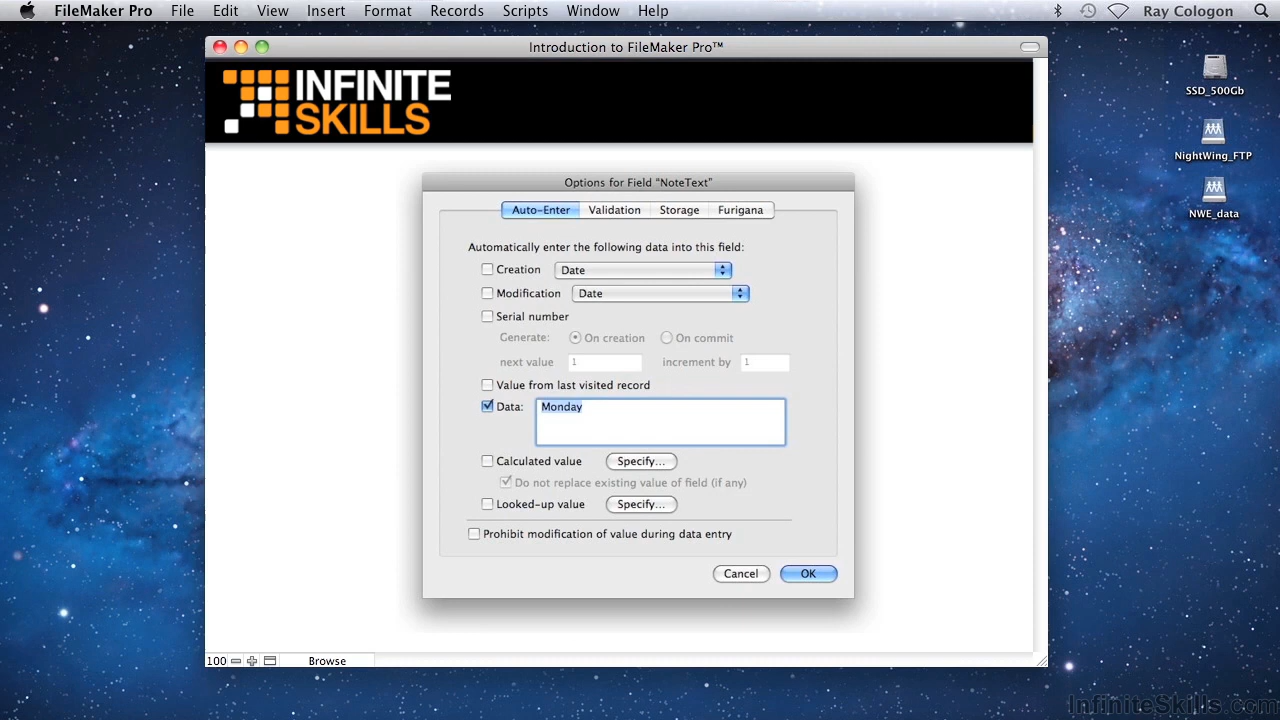 FileMaker Pro File Edit View Insert Format Records Scripts Window Help Ray Cologon
Introduction to FileMaker Pro™
INFINITE
SKILLS
SSD_500Gb
NightWing_FTP
NWE_data
Options for Field "NoteText"
Auto-Enter Validation Storage Furigana
Automatically enter the following data into this field:
Creation Date
Modification Date
Serial number
Generate: On creation On commit
next value 1 increment by 1
Value from last visited record
Data: Monday
Calculated value Specify...
Do not replace existing value of field (if any)
Looked-up value Specify...
Prohibit modification of value during data entry
Cancel OK
100 Browse
InfiniteSkills.com